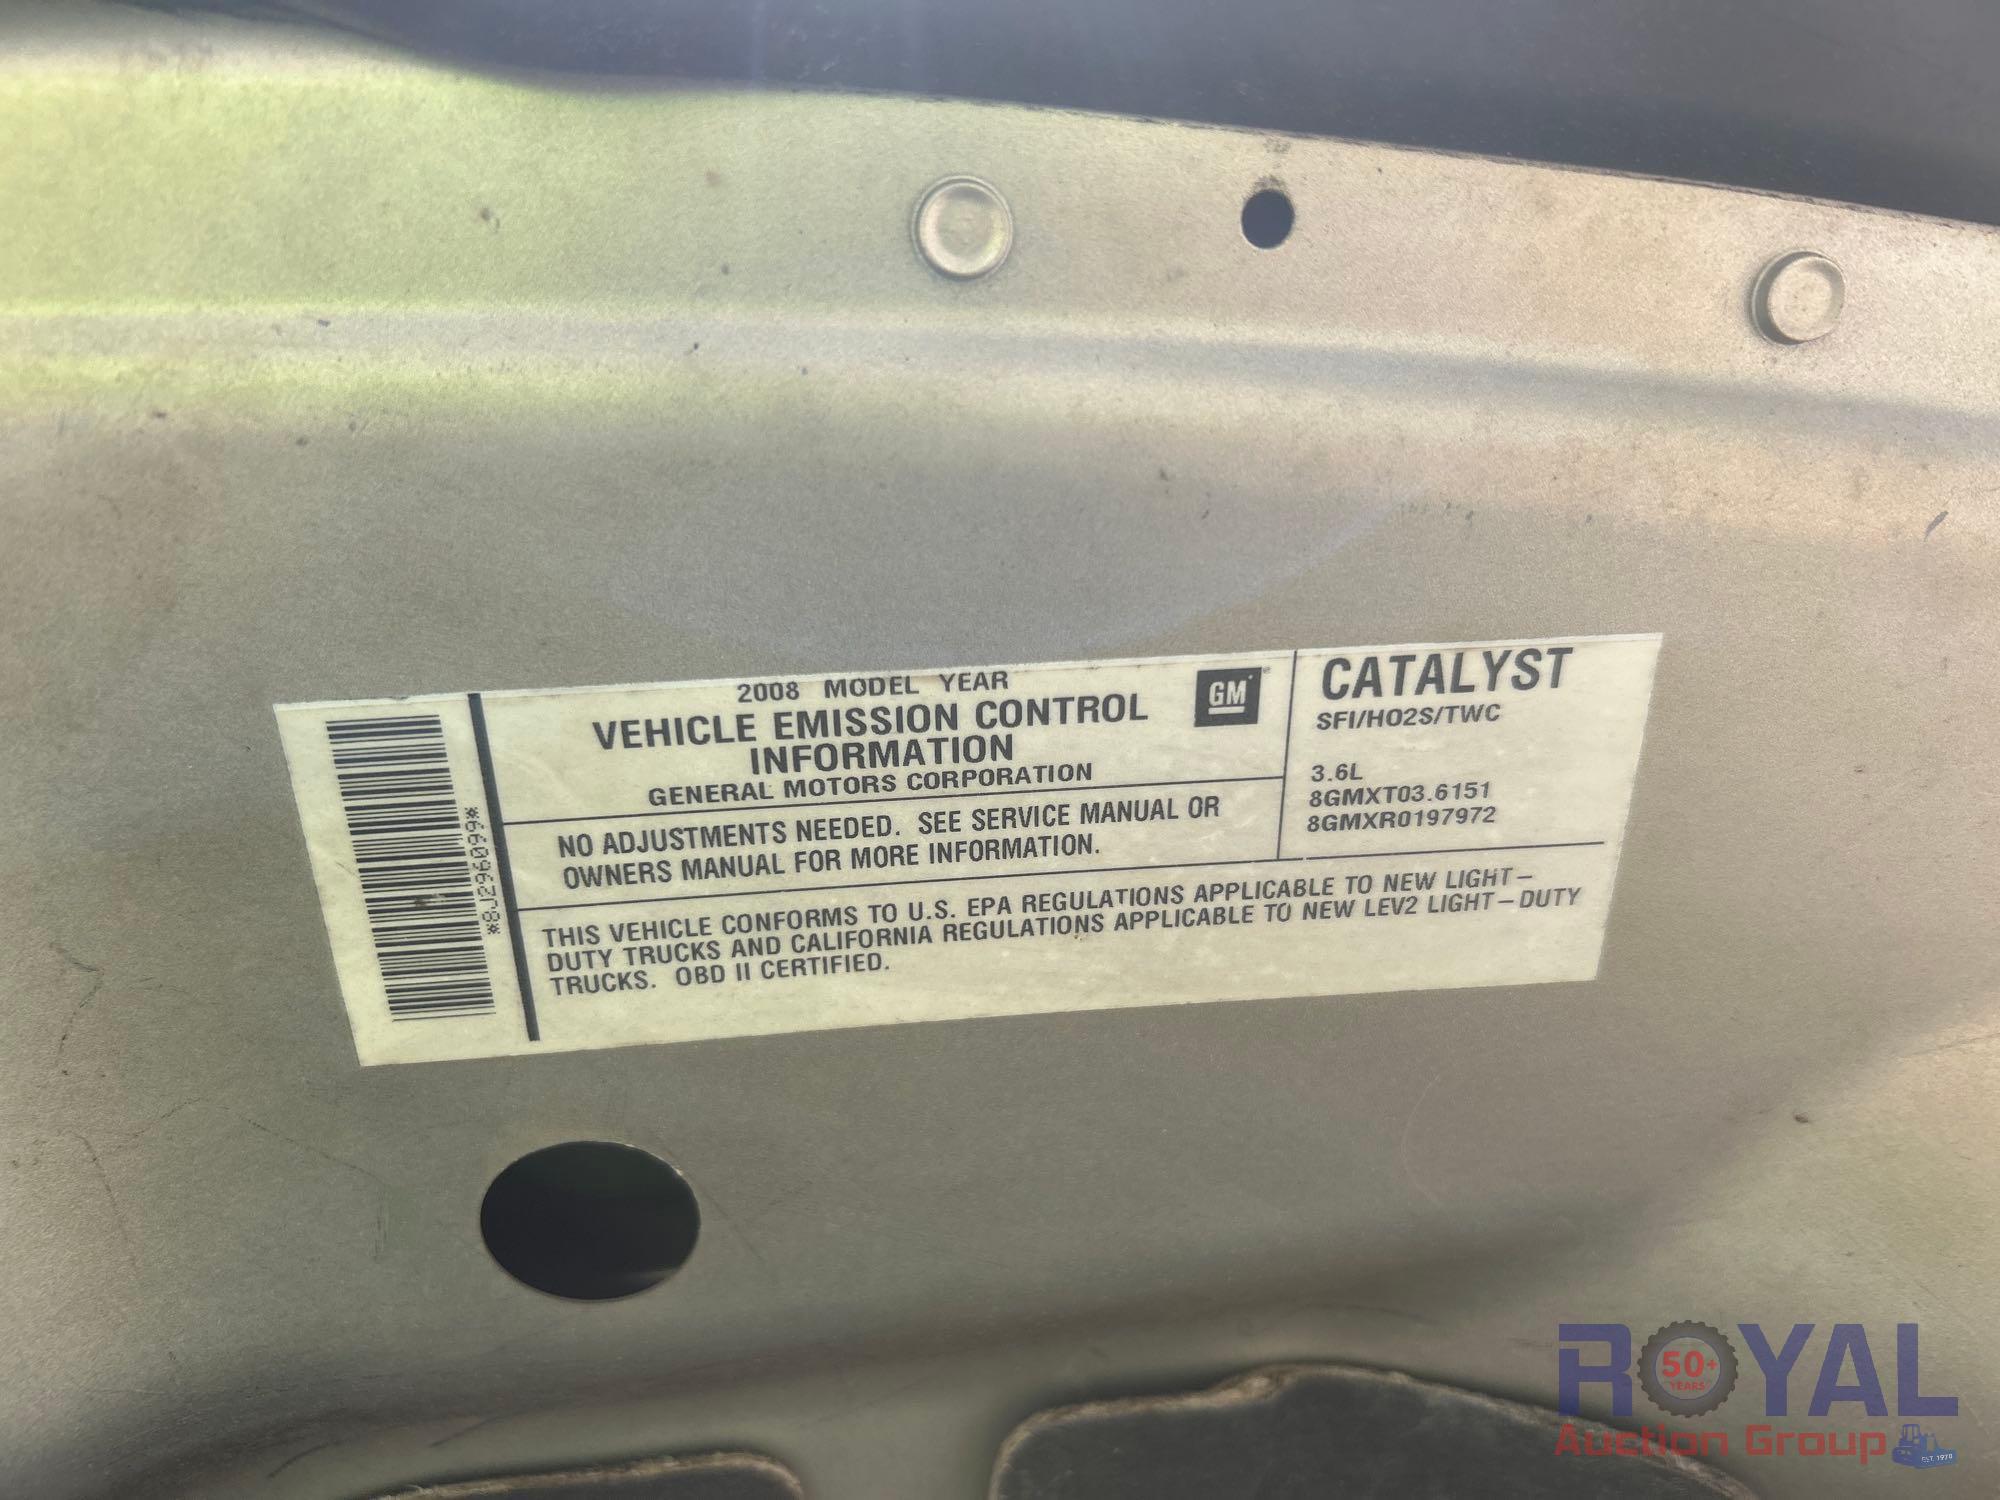 2008 MODEL YEAR
VEHICLE EMISSION CONTROL
INFORMATION
GENERAL MOTORS CORPORATION
GM
NO ADJUSTMENTS NEEDED. SEE SERVICE MANUAL OR
OWNERS MANUAL FOR MORE INFORMATION.
CATALYST
SFI/HO2S/TWC
3.6L
8GMXT03.6151
8GMXR0197972
THIS VEHICLE CONFORMS TO U.S. EPA REGULATIONS APPLICABLE TO NEW LIGHT-
DUTY TRUCKS AND CALIFORNIA REGULATIONS APPLICABLE TO NEW LEV2 LIGHT-DUTY
TRUCKS. OBD II CERTIFIED.
*8J296099*
ROYAL
50+
YEARS
Auction Group
EST. 1970